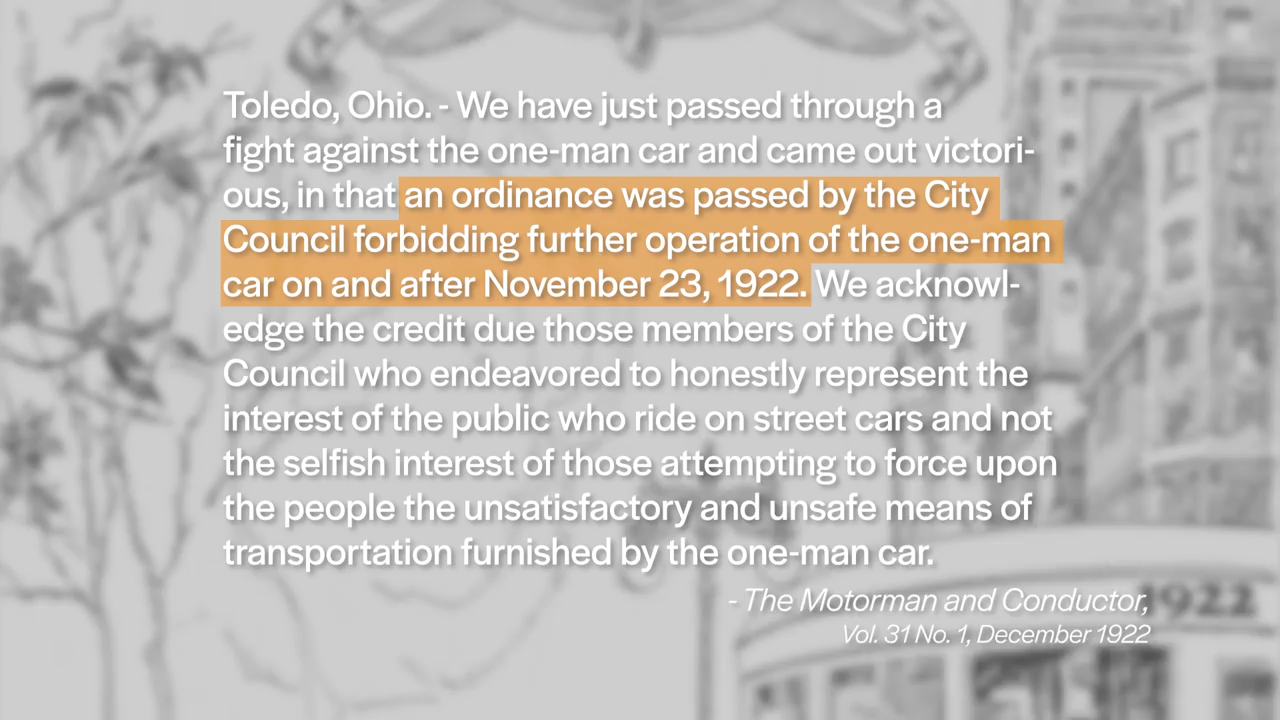 Toledo, Ohio. - We have just passed through a
fight against the one-man car and came out victori-
ous, in that an ordinance was passed by the City
Council forbidding further operation of the one-man
car on and after November 23, 1922. We acknowl-
edge the credit due those members of the City
Council who endeavored to honestly represent the
interest of the public who ride on street cars and not
the selfish interest of those attempting to force upon
the people the unsatisfactory and unsafe means of
transportation furnished by the one-man car.
- The Motorman and Conductor,
1922
Vol. 31 No. 1, December 1922